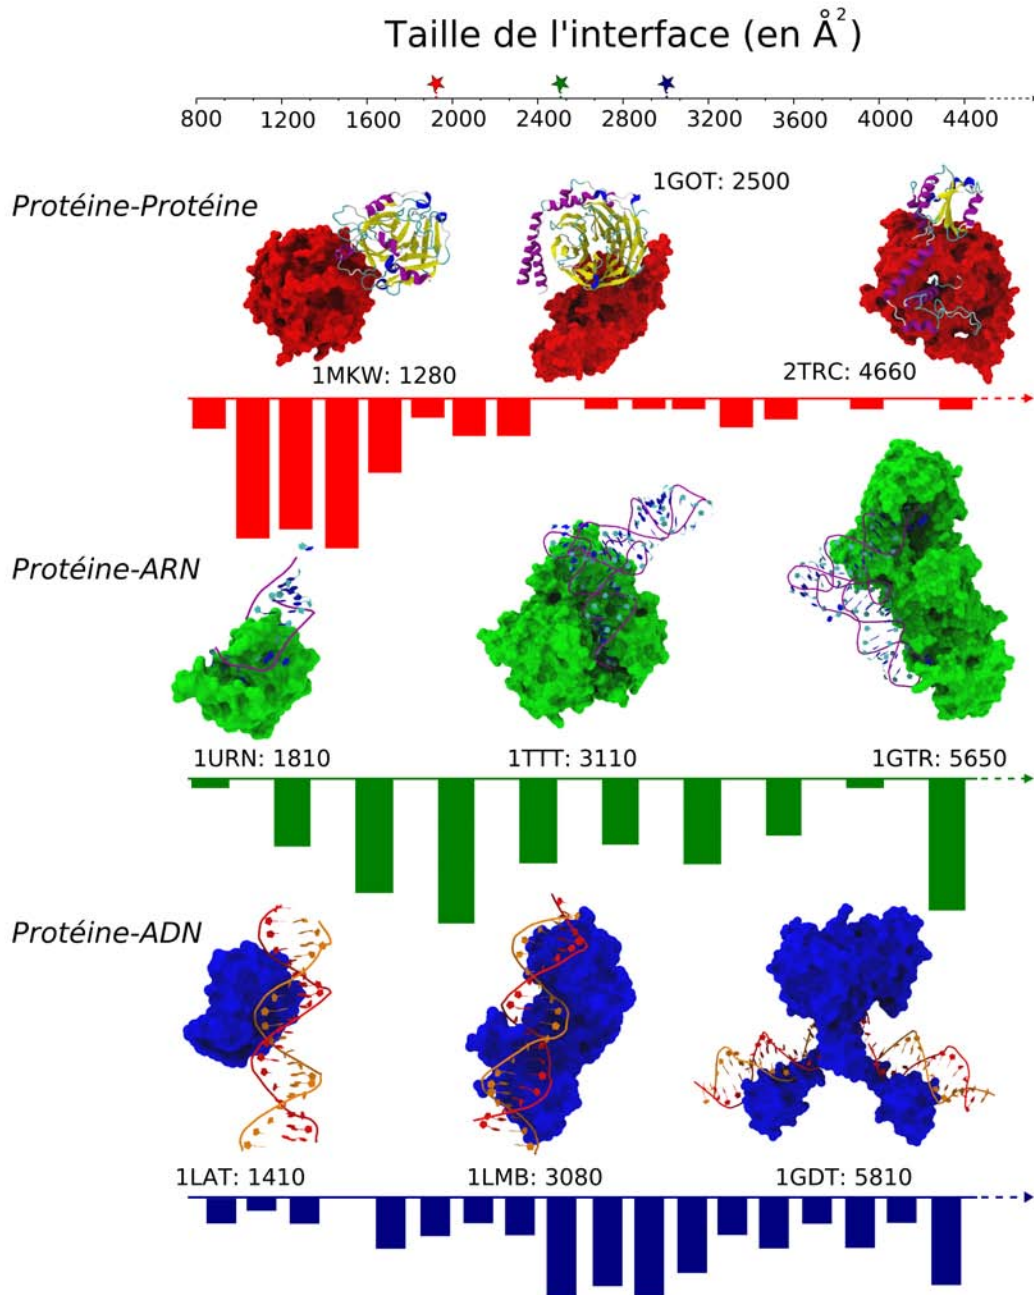 Taille de l'interface (en Å²)
800 1200 1600 2000 2400 2800 3200 3600 4000 4400
Protéine-Protéine
1GOT: 2500
1MKW: 1280
2TRC: 4660
Protéine-ARN
1URN: 1810
1TTT: 3110
1GTR: 5650
Protéine-ADN
1LAT: 1410
1LMB: 3080
1GDT: 5810